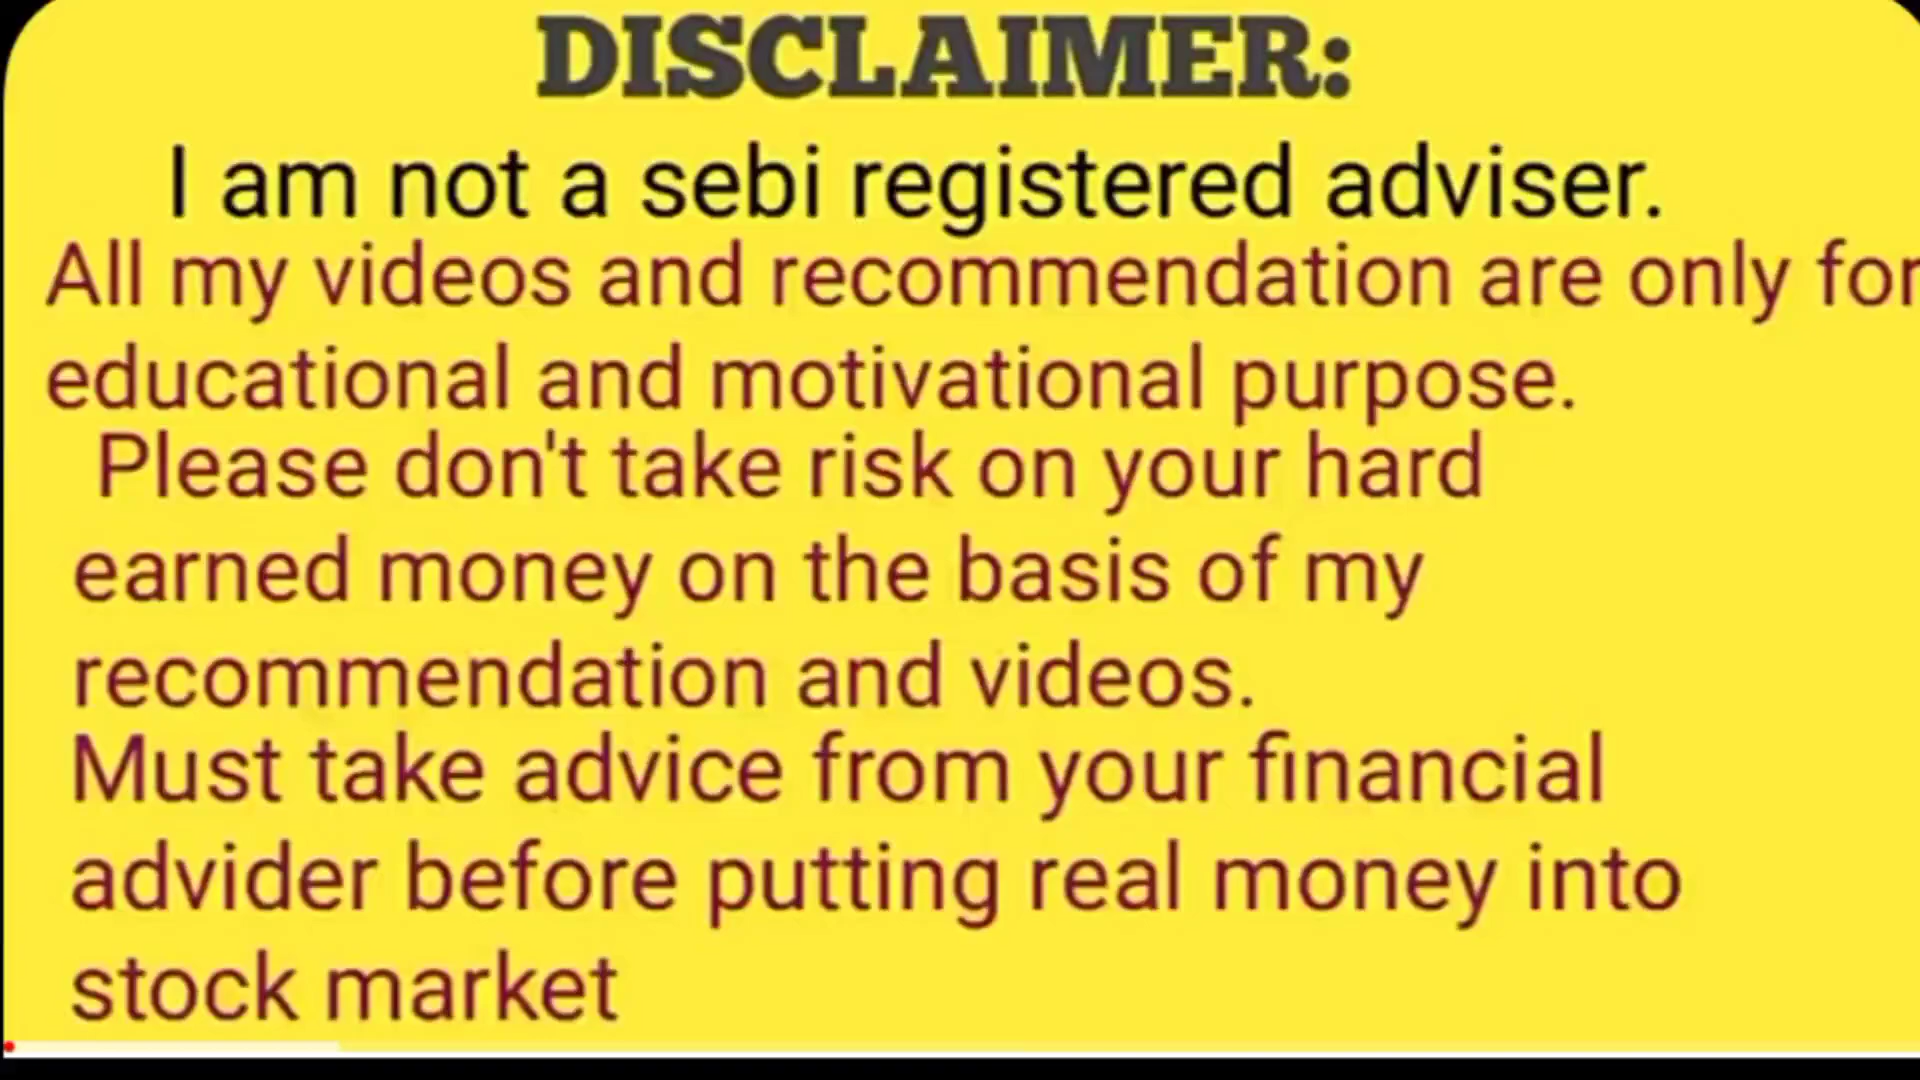 DISCLAIMER:
I am not a sebi registered adviser.
All my videos and recommendation are only for
educational and motivational purpose.
Please don't take risk on your hard
earned money on the basis of my
recommendation and videos.
Must take advice from your financial
advider before putting real money into
stock market